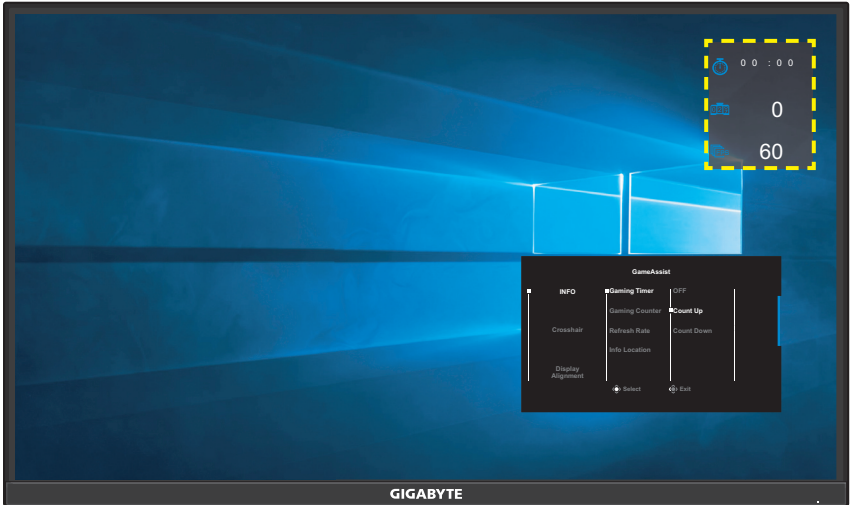 00:00
0
60
GameAssist
INFO
Gaming Timer
OFF
Gaming Counter
Count Up
Crosshair
Refresh Rate
Count Down
Info Location
Display
Alignment
Select
Exit
GIGABYTE